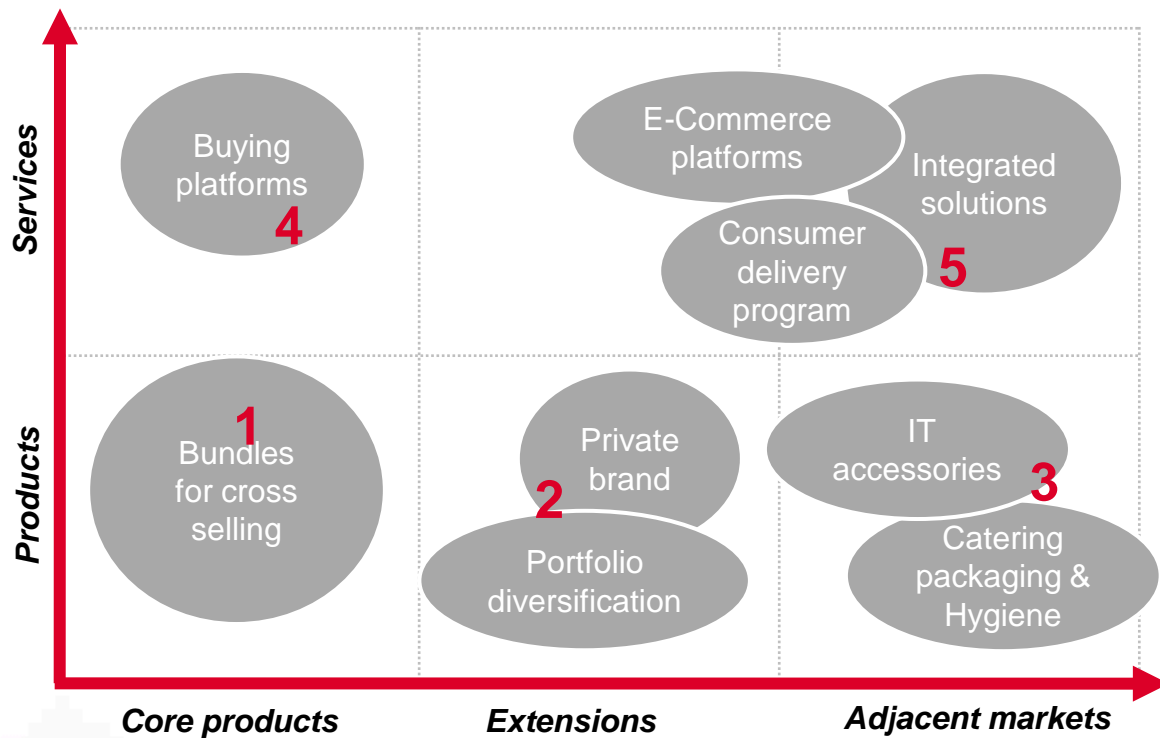 Services
Buying
platforms
4
E-Commerce
platforms
Integrated
solutions
Consumer
delivery
program
5
Products
1
Bundles
for cross
selling
Private
brand
2
Portfolio
diversification
IT
accessories
3
Catering
packaging &
Hygiene
Core products
Extensions
Adjacent markets